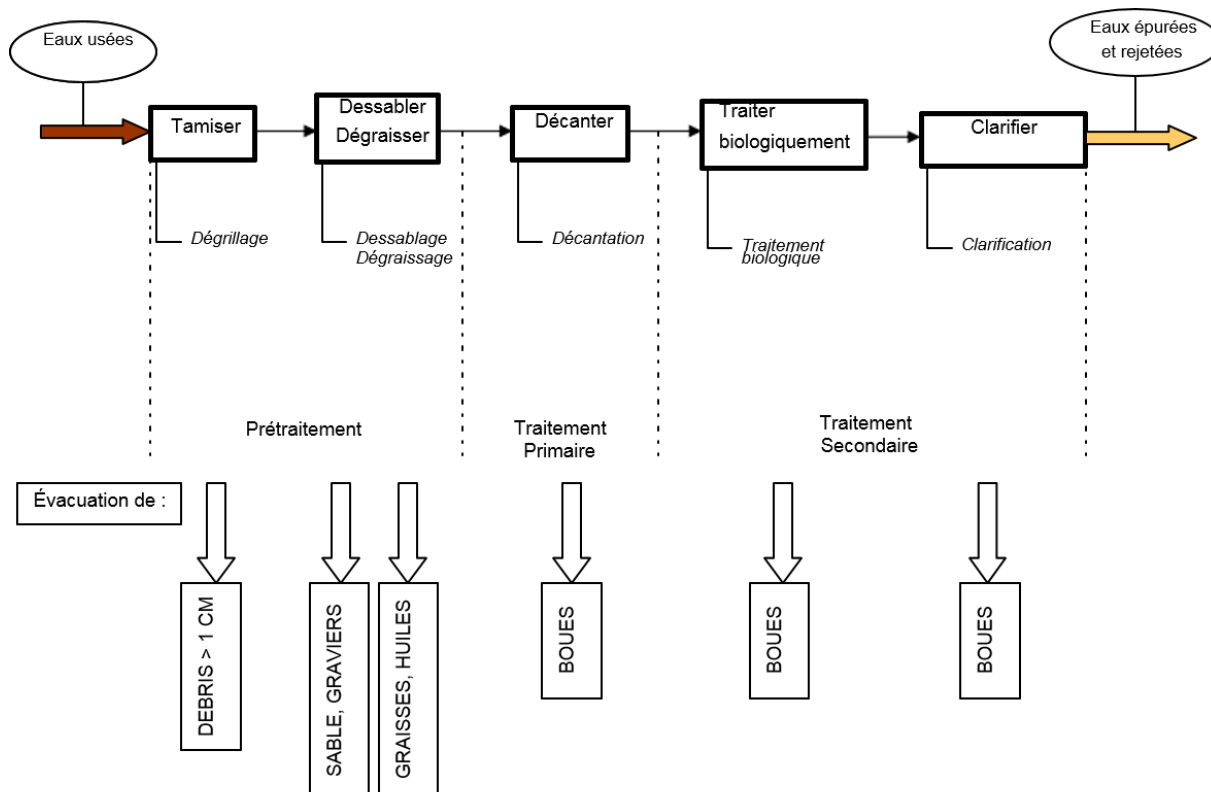 Eaux usées
Eaux épurées
et rejetées
Tamiser
Dessabler
Dégraisser
Décanter
Traiter
biologiquement
Clarifier
Dégrillage
Dessablage
Dégraissage
Décantation
Traitement
biologique
Clarification
Prétraitement
Traitement
Primaire
Traitement
Secondaire
Évacuation de :
DEBRIS > 1 CM
SABLE, GRAVIERS
GRAISSES, HUILES
BOUES
BOUES
BOUES